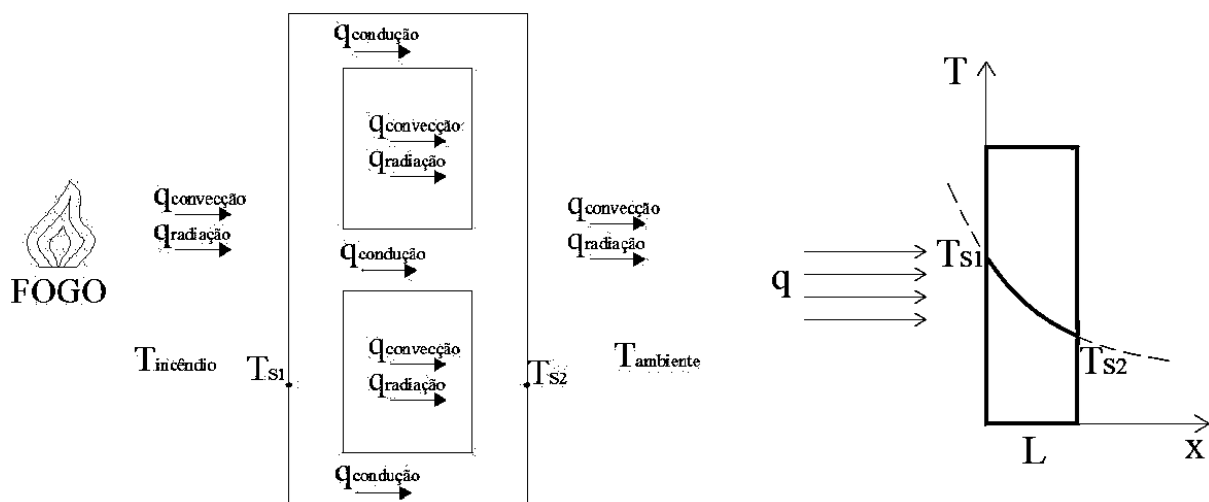 qcondução
qconvecção
qradiação
qconvecção
qradiação
FOGO
qconvecção
qradiação
qcondução
Tincêndio
Ts1
qconvecção
qradiação
Ts2
Tambiente
qcondução
T
Ts1
q
Ts2
L
x